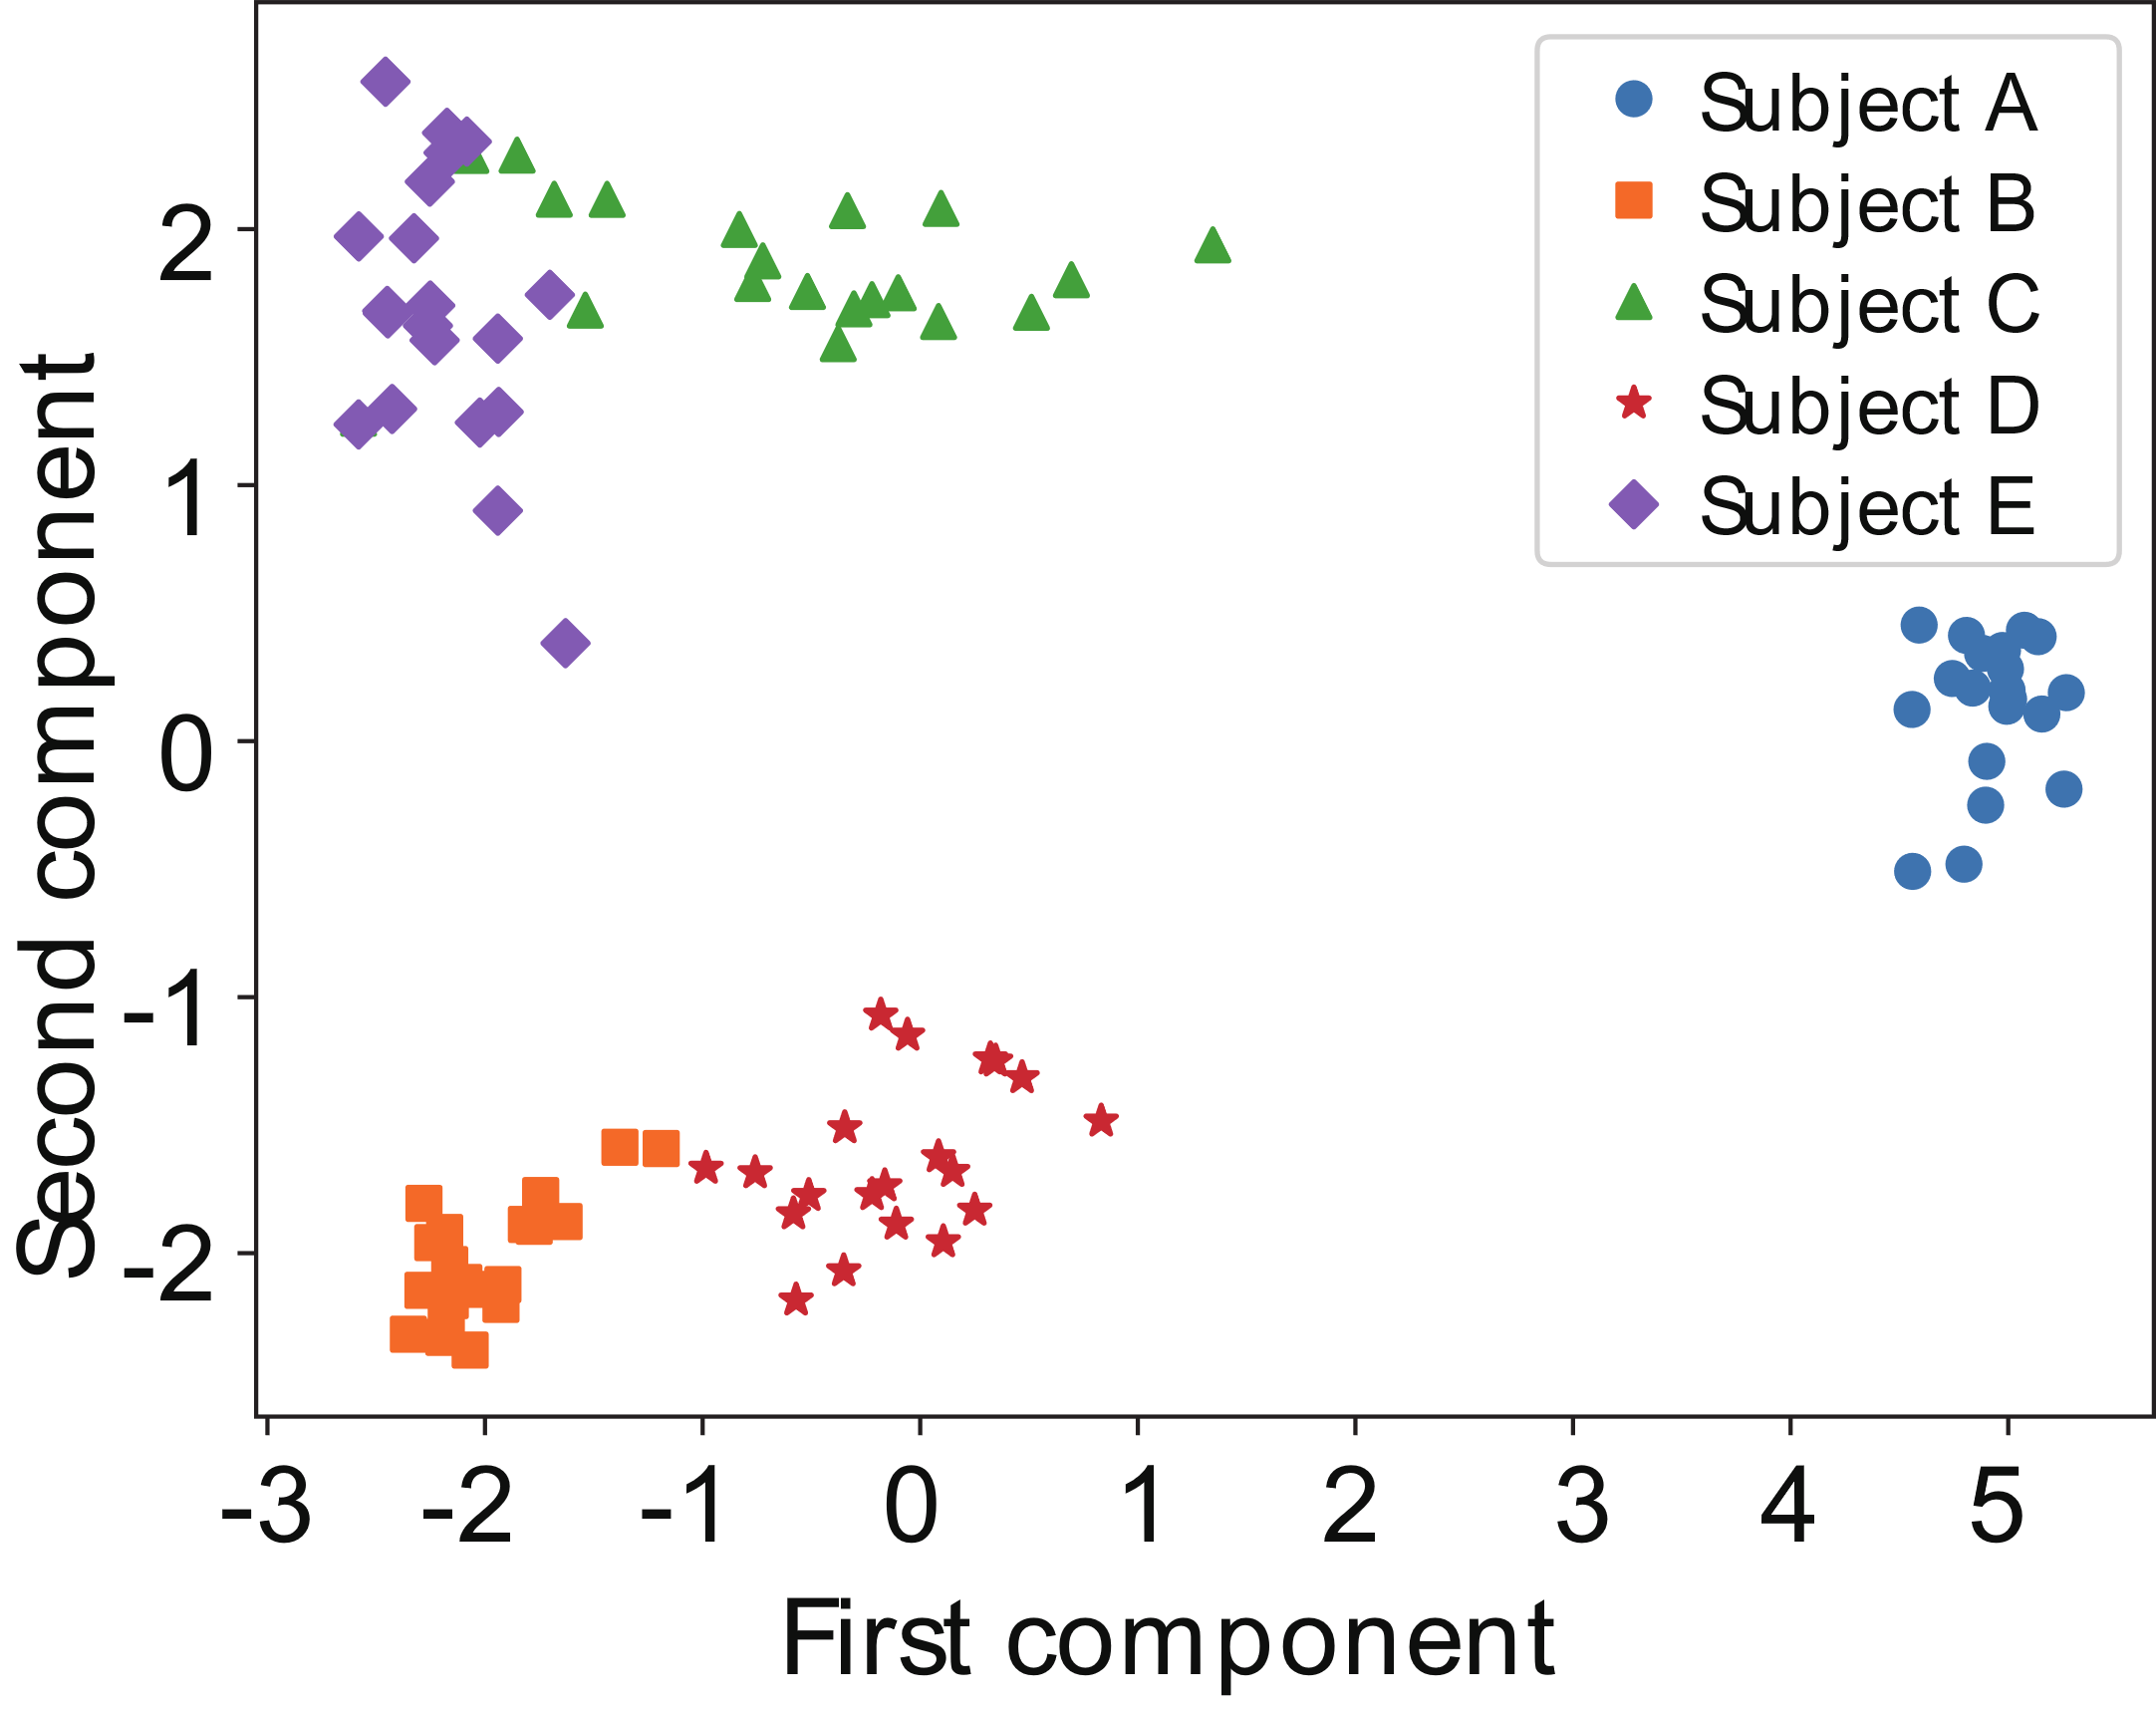 Subject A
Subject B
Subject C
Subject D
Subject E
Second component
2
1
0
-1
-2
-3 -2 -1 0 1 2 3 4 5
First component